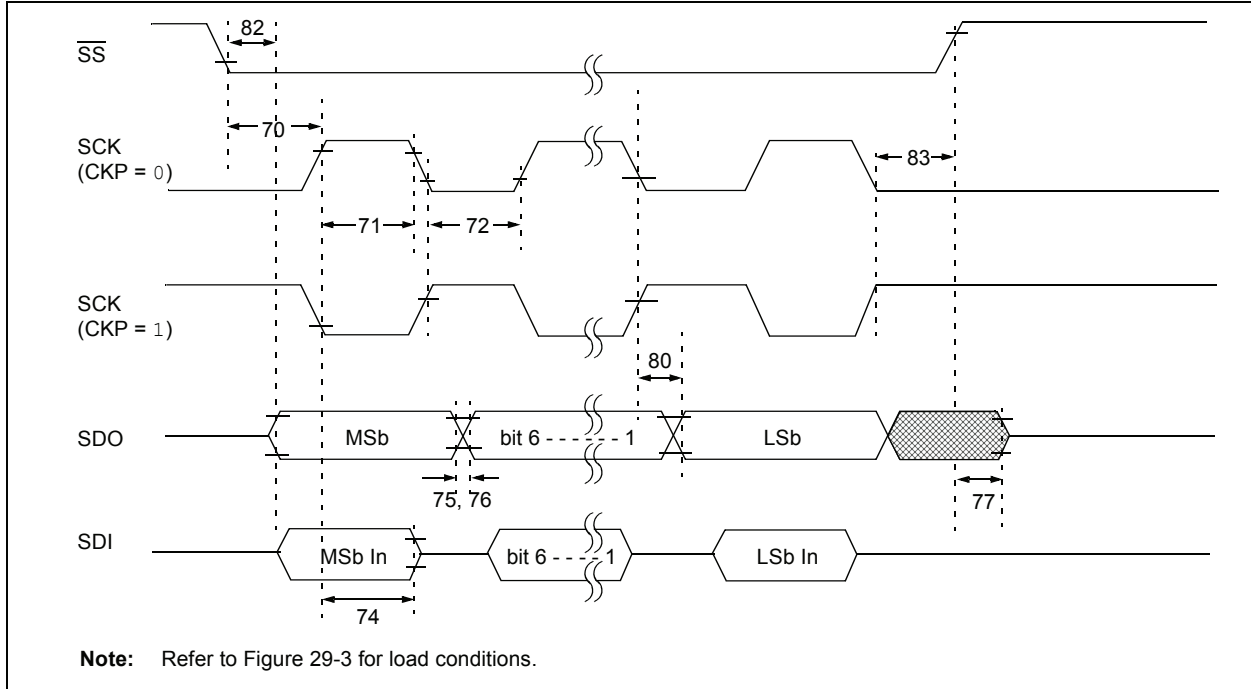 82
SS
70
SCK
(CKP = 0)
83
71
72
SCK
(CKP = 1)
80
SDO
MSb
bit 6 - - - - - - 1
LSb
75, 76
77
SDI
MSb In
bit 6 - - - - 1
LSb In
74
Note: Refer to Figure 29-3 for load conditions.